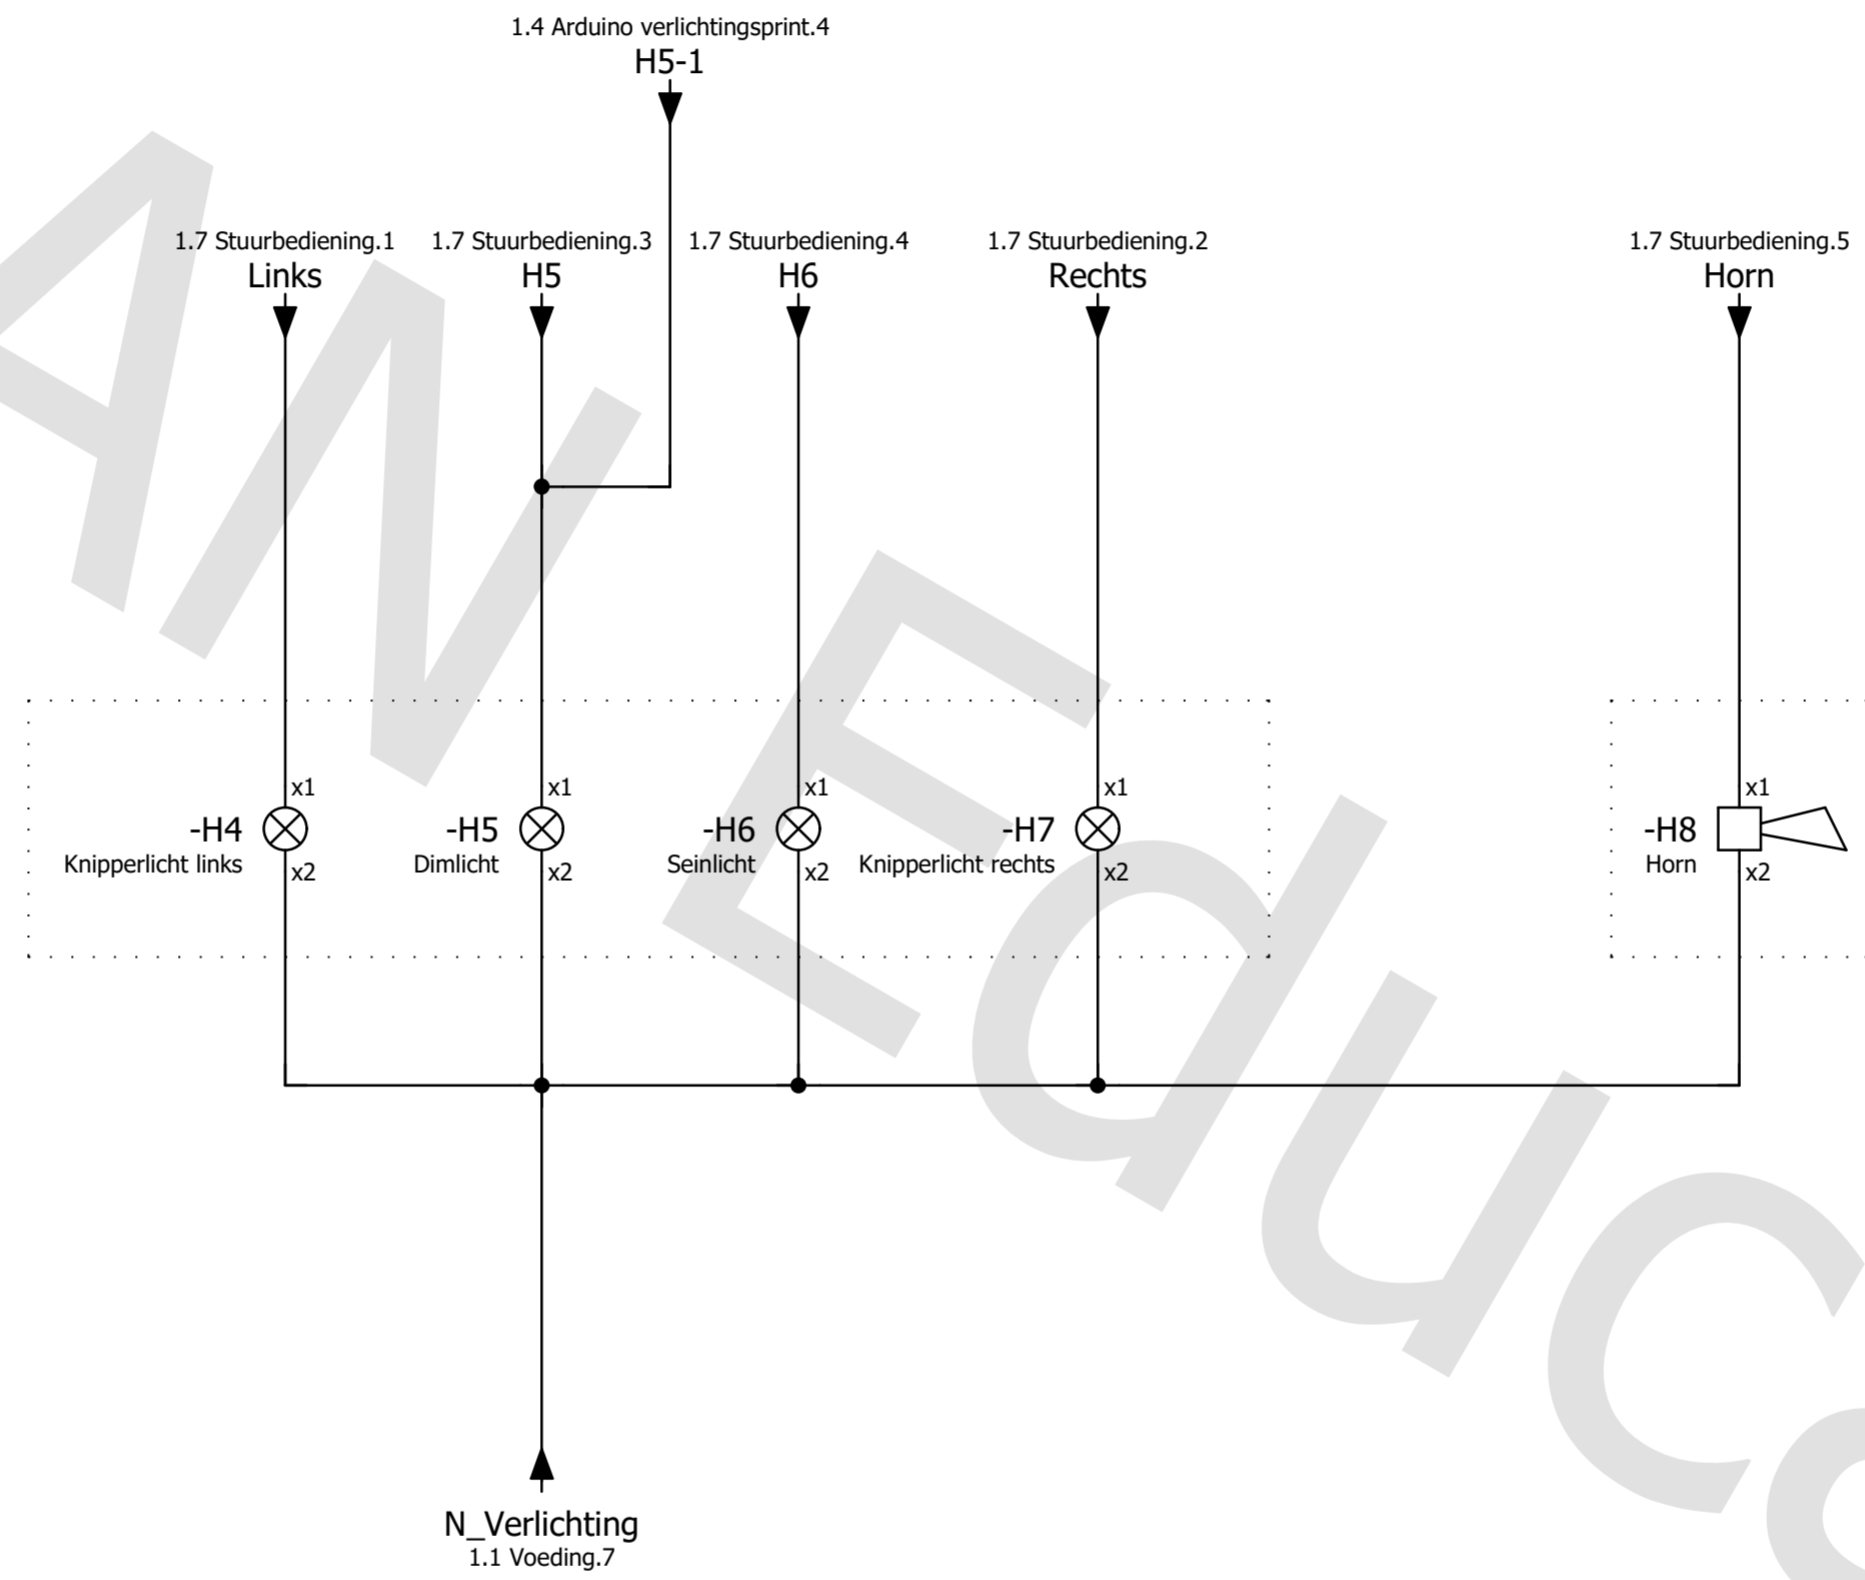 1.4 Arduino verlichtingsprint.4
H5-1
1.7 Stuurbediening.1 1.7 Stuurbediening.3 1.7 Stuurbediening.4 1.7 Stuurbediening.2 1.7 Stuurbediening.5
Links H5 H6 Rechts Horn
x1 x1 x1 x1 x1
-H4 -H5 -H6 -H7 -H8
Knipperlicht links Dimlicht Seinlicht Knipperlicht rechts Horn
x2 x2 x2 x2 x2
N_Verlichting
1.1 Voeding.7
AN Educ